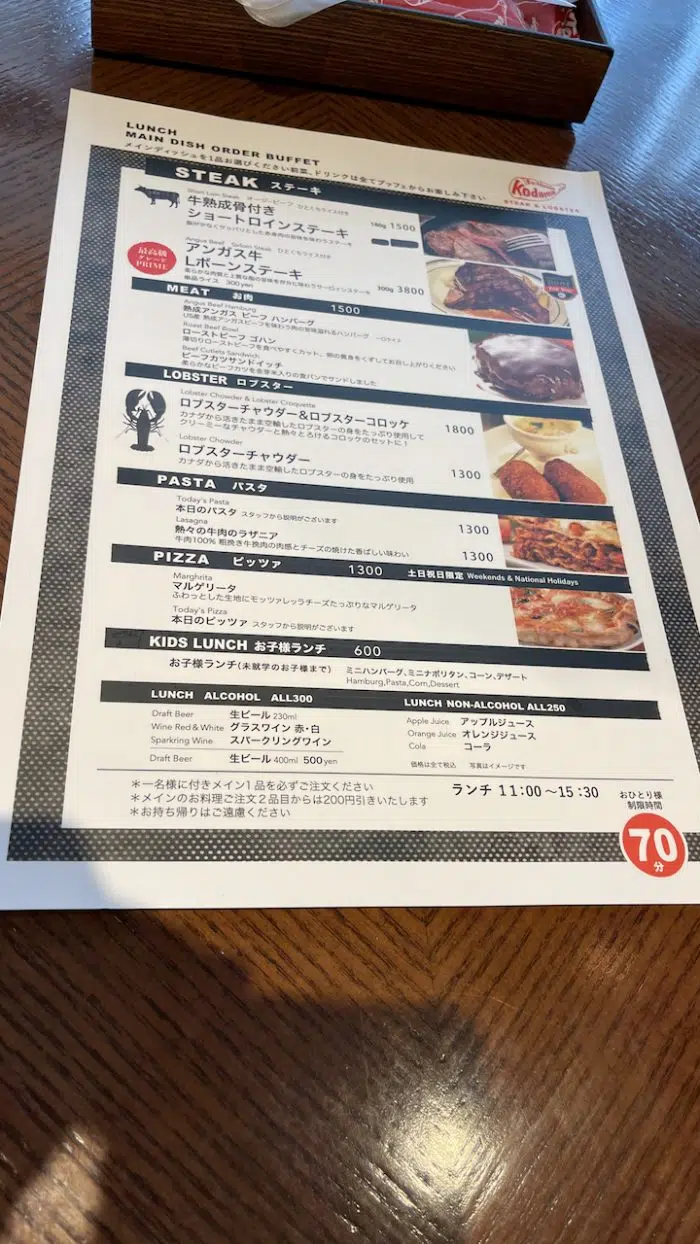 LUNCH
MAIN DISH ORDER BUFFET
メインディッシュを1品お選びください前菜、ドリンクは全てブッフェからお楽しみ下さい
Kodama
STEAK & LOBSTER
STEAK ステーキ
Short Loin Steak オージービーフ ひとくちライス付き
牛熟成骨付き
ショートロインステーキ
180g 1500
最高級
グレード
PRIME
Angus Beef Sirloin Steak ひとくちライス付き
アンガス牛
Lボーンステーキ
300g 3800
単品ライス 300yen
MEAT お肉 1500
Angus Beef Hamburg
熟成アンガス ビーフ ハンバーグ
US産 熟成アンガスビーフを味わう肉の旨味溢れるハンバーグ
Roast Beef Bowl
ローストビーフ ゴハン
薄切りローストビーフを食べやすくカット、卵の黄身をくずしてお召し上がりください
Beef Cutlets Sandwich
ビーフカツサンドイッチ
柔らかなビーフカツを全芽米入りの食パンでサンドしました
LOBSTER ロブスター
Lobster Chowder & Lobster Croquette
ロブスターチャウダー&ロブスターコロッケ
1800
カナダから活きたまま空輸したロブスターの身をたっぷり使用して
クリーミーなチャウダーと熱々とろけるコロッケのセットに!
Lobster Chowder
ロブスターチャウダー
カナダから活きたまま空輸したロブスターの身をたっぷり使用
1300
PASTA パスタ
Today's Pasta
本日のパスタ スタッフから説明がございます
1300
Lasagna
熱々の牛肉のラザニア
牛肉100% 粗挽き牛挽肉の肉感とチーズの焼けた香ばしい味わい
1300
PIZZA ピッツァ 1300 土日祝日限定 Weekends & National Holidays
Marghrita
マルゲリータ
ふわっとした生地にモッツァレッラチーズたっぷりなマルゲリータ
Today's Pizza
本日のピッツァ スタッフから説明がございます
KIDS LUNCH お子様ランチ 600
お子様ランチ(未就学のお子様まで) ミニハンバーグ、ミニナポリタン、コーン、デザート
Hamburg,Pasta,Corn,Dessert
LUNCH ALCOHOL ALL300
Draft Beer 生ビール 230ml
Wine Red & White グラスワイン 赤・白
Sparkring Wine スパークリングワイン
Draft Beer 生ビール 400ml 500yen
LUNCH NON-ALCOHOL ALL250
Apple Juice アップルジュース
Orange Juice オレンジジュース
Cola コーラ
価格は全て税込 写真はイメージです
*一名様に付きメイン1品を必ずご注文ください
*メインのお料理ご注文2品目からは200円引きいたします
*お持ち帰りはご遠慮ください
ランチ 11:00〜15:30
おひとり様
制限時間
70
分